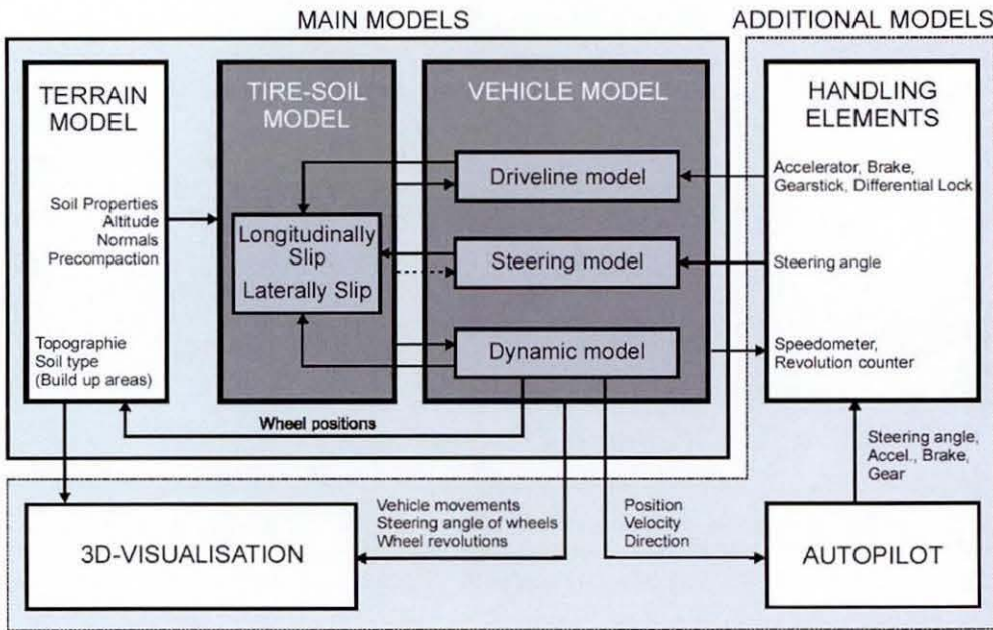 MAIN MODELS
ADDITIONAL MODELS
TERRAIN
MODEL
Soil Properties
Altitude
Normals
Precompaction
Topographie
Soil type
(Build up areas)
TIRE-SOIL
MODEL
Longitudinally
Slip
Laterally Slip
VEHICLE MODEL
Driveline model
Steering model
Dynamic model
Wheel positions
HANDLING
ELEMENTS
Accelerator, Brake,
Gearstick, Differential Lock
Steering angle
Speedometer,
Revolution counter
Steering angle,
Accel., Brake,
Gear
3D-VISUALISATION
Vehicle movements
Steering angle of wheels
Wheel revolutions
Position
Velocity
Direction
AUTOPILOT